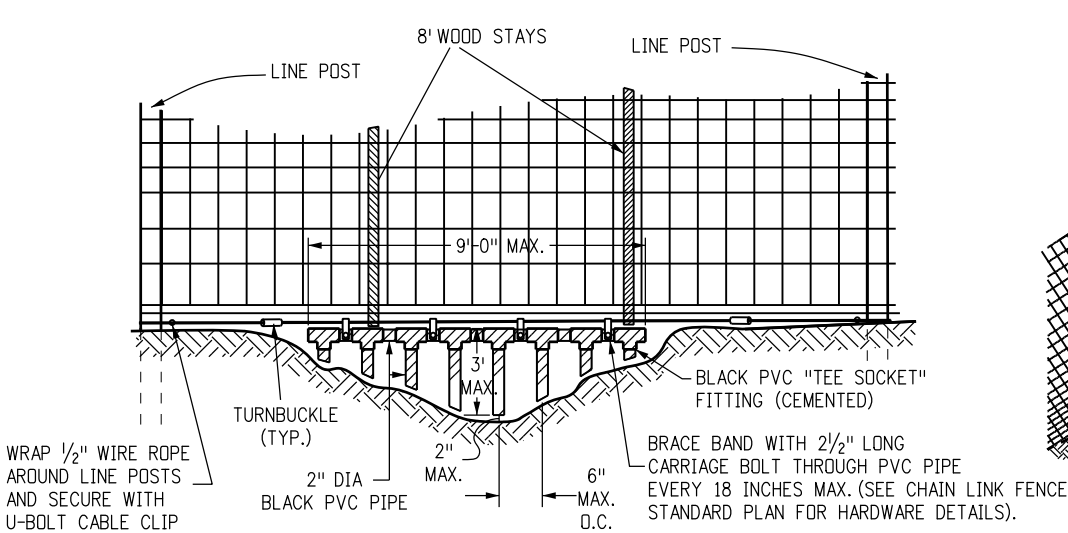 8' WOOD STAYS
LINE POST
LINE POST
9'-0" MAX.
3'
MAX.
BLACK PVC "TEE SOCKET"
FITTING (CEMENTED)
TURNBUCKLE
(TYP.)
WRAP 1/2" WIRE ROPE
AROUND LINE POSTS
AND SECURE WITH
U-BOLT CABLE CLIP
2" DIA
BLACK PVC PIPE
2"
MAX.
6"
MAX.
O.C.
BRACE BAND WITH 2 1/2" LONG
CARRIAGE BOLT THROUGH PVC PIPE
EVERY 18 INCHES MAX. (SEE CHAIN LINK FENCE
STANDARD PLAN FOR HARDWARE DETAILS).